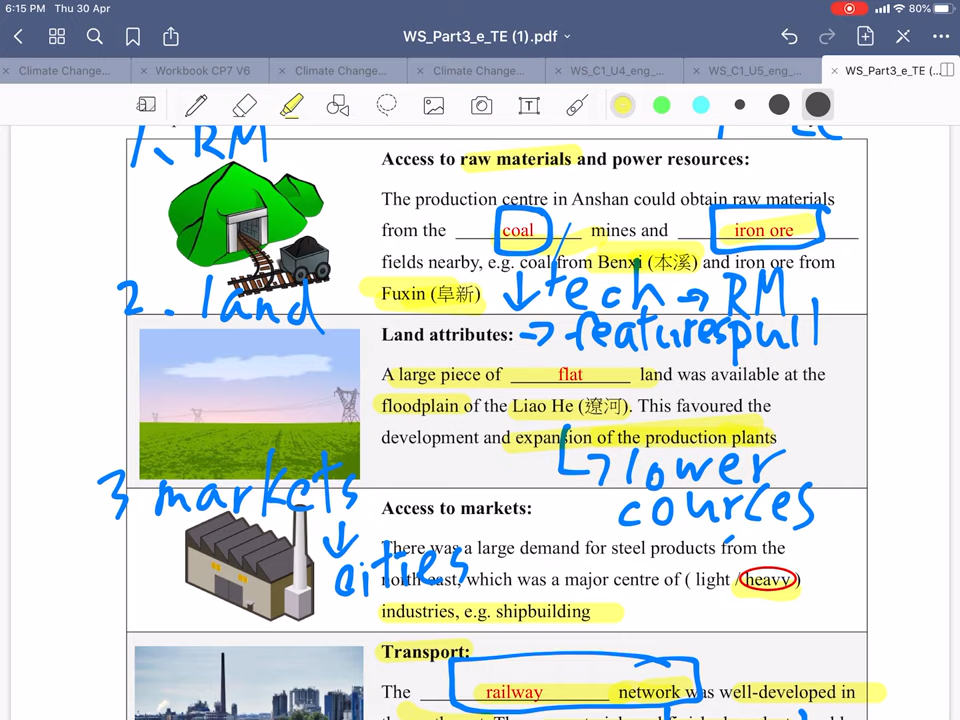 6:15 PM Thu 30 Apr
80%
WS_Part3_e_TE (1).pdf
Climate Change...
Workbook CP7 V6
Climate Change...
Climate Change...
WS_C1_U4_eng_...
WS_C1_U5_eng_...
WS_Part3_e_TE (...
1、RM
Access to raw materials and power resources:
The production centre in Anshan could obtain raw materials
from the coal mines and iron ore
fields nearby, e.g. coal from Benxi (本溪) and iron ore from
Fuxin (阜新)
tech → RM
2. land
Land attributes:
→ features pull
A large piece of flat land was available at the
floodplain of the Liao He (遼河). This favoured the
development and expansion of the production plants
lower
cources
3 markets
cities
Access to markets:
There was a large demand for steel products from the
north-east, which was a major centre of ( light / heavy )
industries, e.g. shipbuilding
Transport:
The railway network was well-developed in